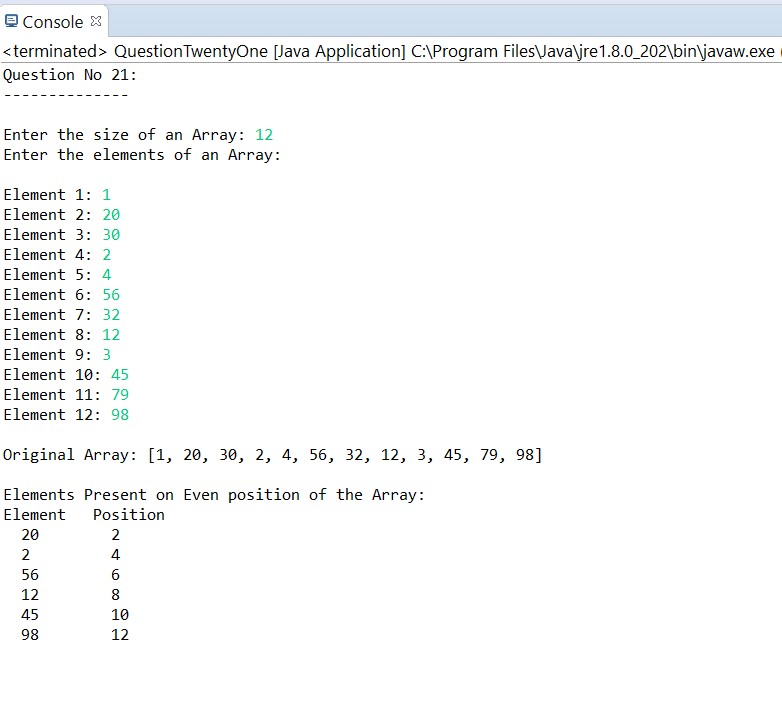 Console
<terminated> QuestionTwentyOne [Java Application] C:\Program Files\Java\jre1.8.0_202\bin\javaw.exe (
Question No 21:
--------------
Enter the size of an Array: 12
Enter the elements of an Array:
Element 1: 1
Element 2: 20
Element 3: 30
Element 4: 2
Element 5: 4
Element 6: 56
Element 7: 32
Element 8: 12
Element 9: 3
Element 10: 45
Element 11: 79
Element 12: 98
Original Array: [1, 20, 30, 2, 4, 56, 32, 12, 3, 45, 79, 98]
Elements Present on Even position of the Array:
Element   Position
20        2
2         4
56        6
12        8
45        10
98        12